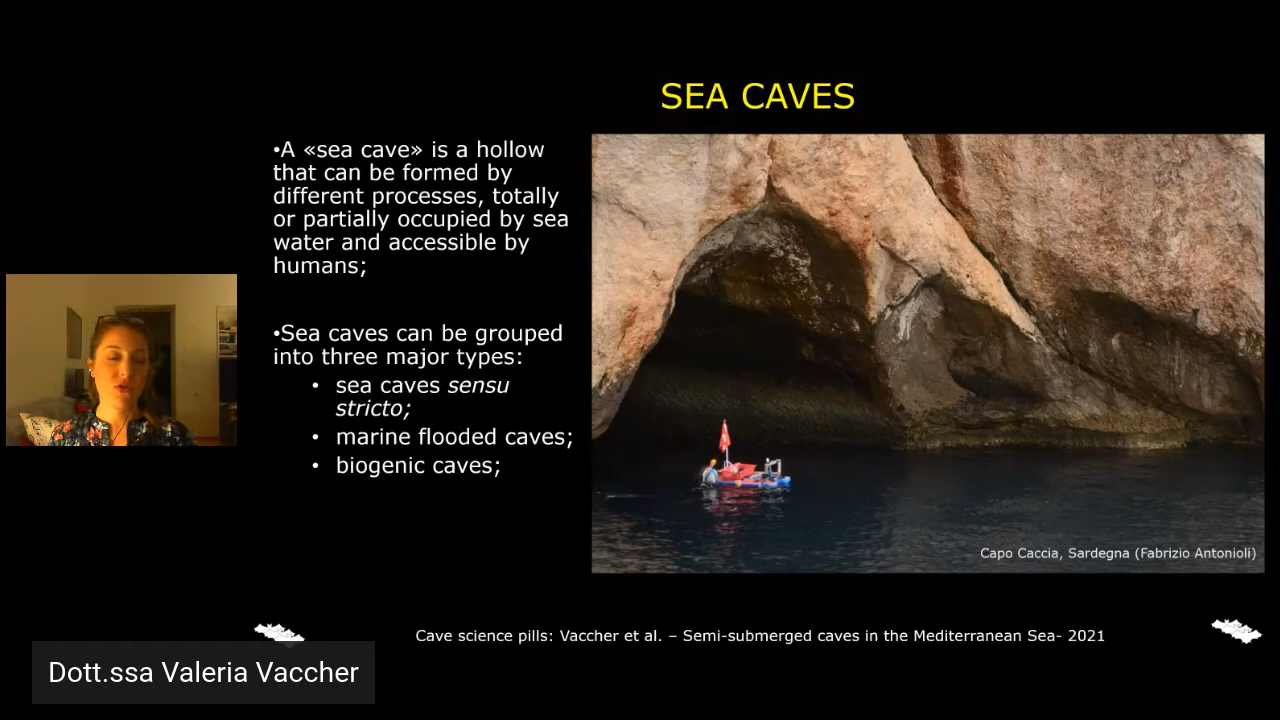 SEA CAVES
•A «sea cave» is a hollow
that can be formed by
different processes, totally
or partially occupied by sea
water and accessible by
humans;
•Sea caves can be grouped
into three major types:
• sea caves sensu
stricto;
• marine flooded caves;
• biogenic caves;
Capo Caccia, Sardegna (Fabrizio Antonioli)
Cave science pills: Vaccher et al. – Semi-submerged caves in the Mediterranean Sea- 2021
Dott.ssa Valeria Vaccher